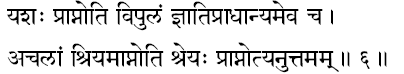 यशः प्राप्नोति विपुलं ज्ञातिप्राधान्यमेव च ।
अचलां श्रियमाप्नोति श्रेयः प्राप्नोत्यनुत्तमम् ॥ ६ ॥